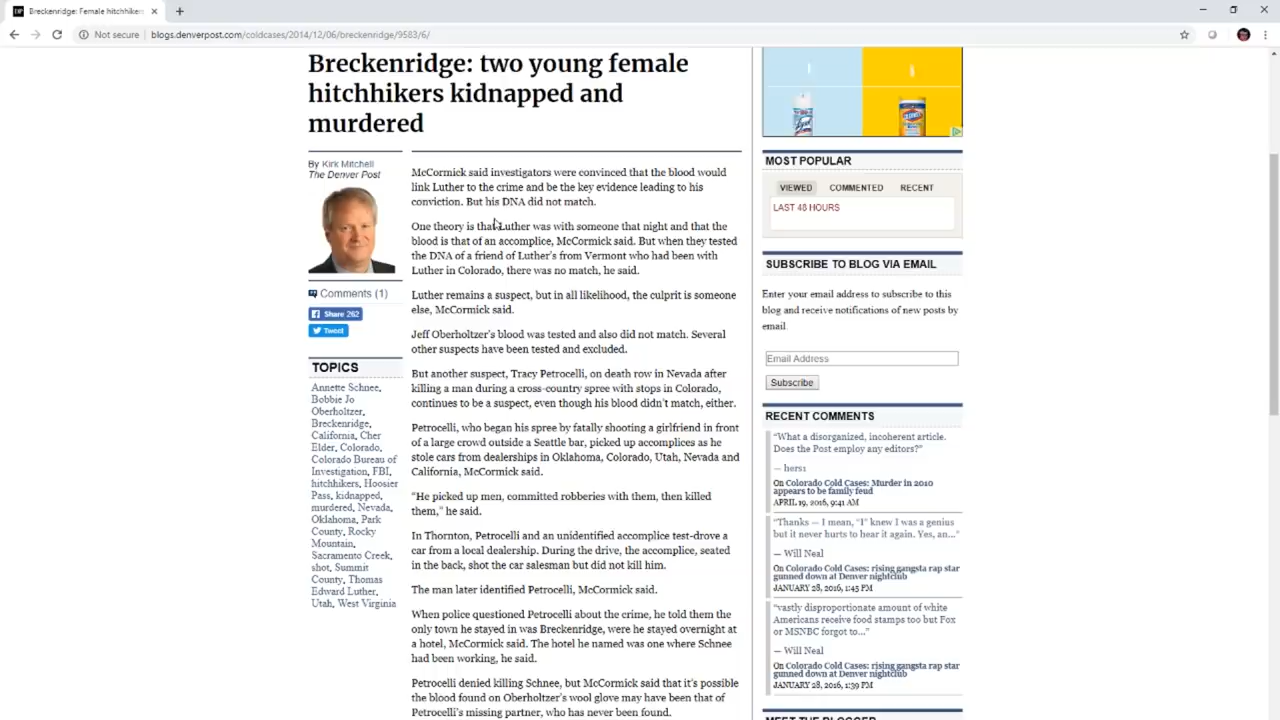 Breckenridge: Female hitchhikers
Not secure
blogs.denverpost.com/coldcases/2014/12/06/breckenridge/9583/6/
Breckenridge: two young female
hitchhikers kidnapped and
murdered
By Kirk Mitchell
The Denver Post
Comments (1)
Share 262
Tweet
TOPICS
Annette Schnee,
Bobbie Jo
Oberholtzer,
Breckenridge,
California, Cher
Elder, Colorado,
Colorado Bureau of
Investigation, FBI,
hitchhikers, Hoosier
Pass, kidnapped,
murdered, Nevada,
Oklahoma, Park
County, Rocky
Mountain,
Sacramento Creek,
shot, Summit
County, Thomas
Edward Luther,
Utah, West Virginia
McCormick said investigators were convinced that the blood would
link Luther to the crime and be the key evidence leading to his
conviction. But his DNA did not match.
One theory is that Luther was with someone that night and that the
blood is that of an accomplice, McCormick said. But when they tested
the DNA of a friend of Luther's from Vermont who had been with
Luther in Colorado, there was no match, he said.
Luther remains a suspect, but in all likelihood, the culprit is someone
else, McCormick said.
Jeff Oberholtzer's blood was tested and also did not match. Several
other suspects have been tested and excluded.
But another suspect, Tracy Petrocelli, on death row in Nevada after
killing a man during a cross-country spree with stops in Colorado,
continues to be a suspect, even though his blood didn't match, either.
Petrocelli, who began his spree by fatally shooting a girlfriend in front
of a large crowd outside a Seattle bar, picked up accomplices as he
stole cars from dealerships in Oklahoma, Colorado, Utah, Nevada and
California, McCormick said.
“He picked up men, committed robberies with them, then killed
them,” he said.
In Thornton, Petrocelli and an unidentified accomplice test-drove a
car from a local dealership. During the drive, the accomplice, seated
in the back, shot the car salesman but did not kill him.
The man later identified Petrocelli, McCormick said.
When police questioned Petrocelli about the crime, he told them the
only town he stayed in was Breckenridge, were he stayed overnight at
a hotel, McCormick said. The hotel he named was one where Schnee
had been working, he said.
Petrocelli denied killing Schnee, but McCormick said that it's possible
the blood found on Oberholtzer's wool glove may have been that of
Petrocelli's missing partner, who has never been found.
LYSOL
CLOROX
MOST POPULAR
VIEWED COMMENTED RECENT
LAST 48 HOURS
SUBSCRIBE TO BLOG VIA EMAIL
Enter your email address to subscribe to this
blog and receive notifications of new posts by
email.
Email Address
Subscribe
RECENT COMMENTS
“What a disorganized, incoherent article.
Does the Post employ any editors?”
— hers1
On Colorado Cold Cases: Murder in 2010
appears to be family feud
APRIL 19, 2016, 9:41 AM
“Thanks — I mean, “I” knew I was a genius
but it never hurts to hear it again. Yes, an...”
— Will Neal
On Colorado Cold Cases: rising gangsta rap star
gunned down at Denver nightclub
JANUARY 28, 2016, 1:45 PM
“vastly disproportionate amount of white
Americans receive food stamps too but Fox
or MSNBC forgot to...”
— Will Neal
On Colorado Cold Cases: rising gangsta rap star
gunned down at Denver nightclub
JANUARY 28, 2016, 1:39 PM
MEET THE BLOGGER